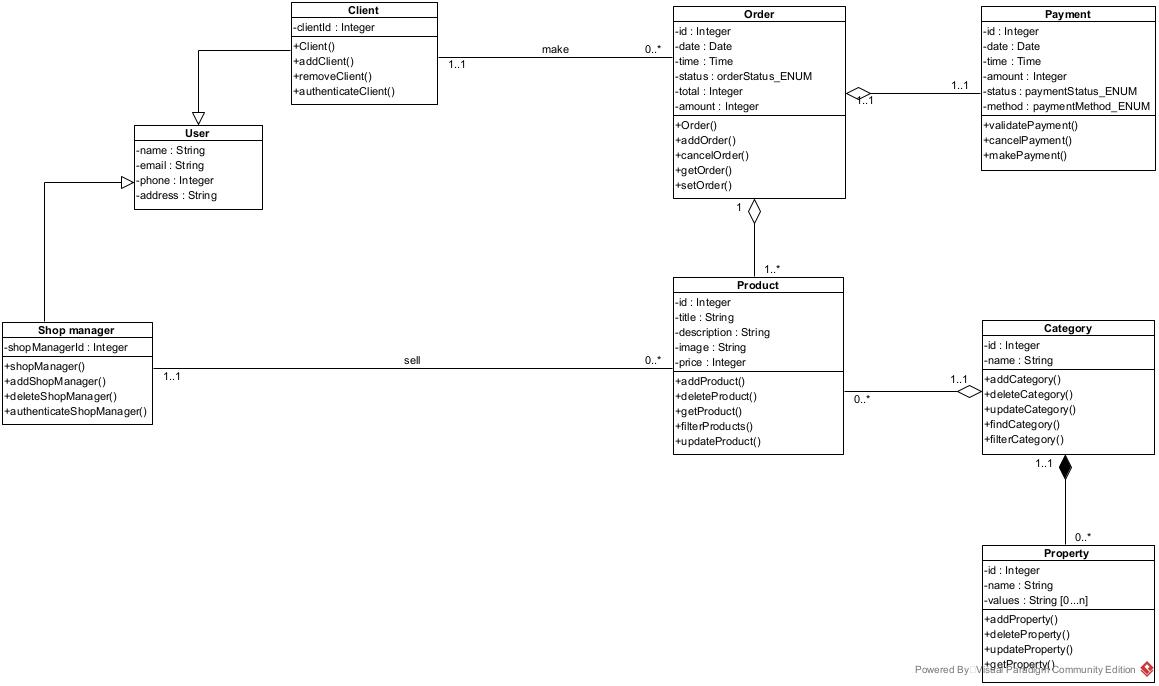 Client
-clientId : Integer
+Client()
+addClient()
+removeClient()
+authenticateClient()
make
1..1
0..*
Order
-id : Integer
-date : Date
-time : Time
-status : orderStatus_ENUM
-total : Integer
-amount : Integer
+Order()
+addOrder()
+cancelOrder()
+getOrder()
+setOrder()
1..1
1..1
Payment
-id : Integer
-date : Date
-time : Time
-amount : Integer
-status : paymentStatus_ENUM
-method : paymentMethod_ENUM
+validatePayment()
+cancelPayment()
+makePayment()
User
-name : String
-email : String
-phone : Integer
-address : String
1
1..*
Shop manager
-shopManagerId : Integer
+shopManager()
+addShopManager()
+deleteShopManager()
+authenticateShopManager()
sell
1..1
0..*
Product
-id : Integer
-title : String
-description : String
-image : String
-price : Integer
+addProduct()
+deleteProduct()
+getProduct()
+filterProducts()
+updateProduct()
1..1
0..*
Category
-id : Integer
-name : String
+addCategory()
+deleteCategory()
+updateCategory()
+findCategory()
+filterCategory()
1..1
0..*
Property
-id : Integer
-name : String
-values : String [0...n]
+addProperty()
+deleteProperty()
+updateProperty()
+getProperty()
Powered By Visual Paradigm Community Edition